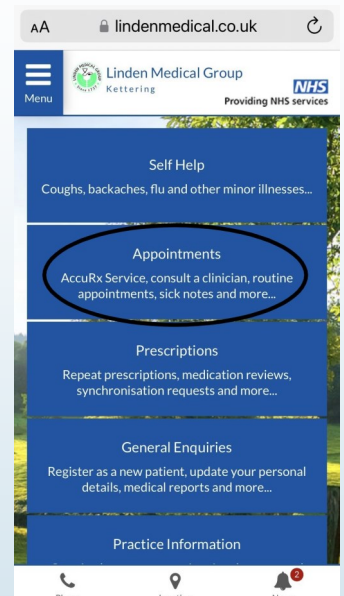 AA lindenmedical.co.uk
Menu
Linden Medical Group
Kettering
NHS
Providing NHS services
Self Help
Coughs, backaches, flu and other minor illnesses...
Appointments
AccuRx Service, consult a clinician, routine
appointments, sick notes and more...
Prescriptions
Repeat prescriptions, medication reviews,
synchronisation requests and more...
General Enquiries
Register as a new patient, update your personal
details, medical reports and more...
Practice Information
2